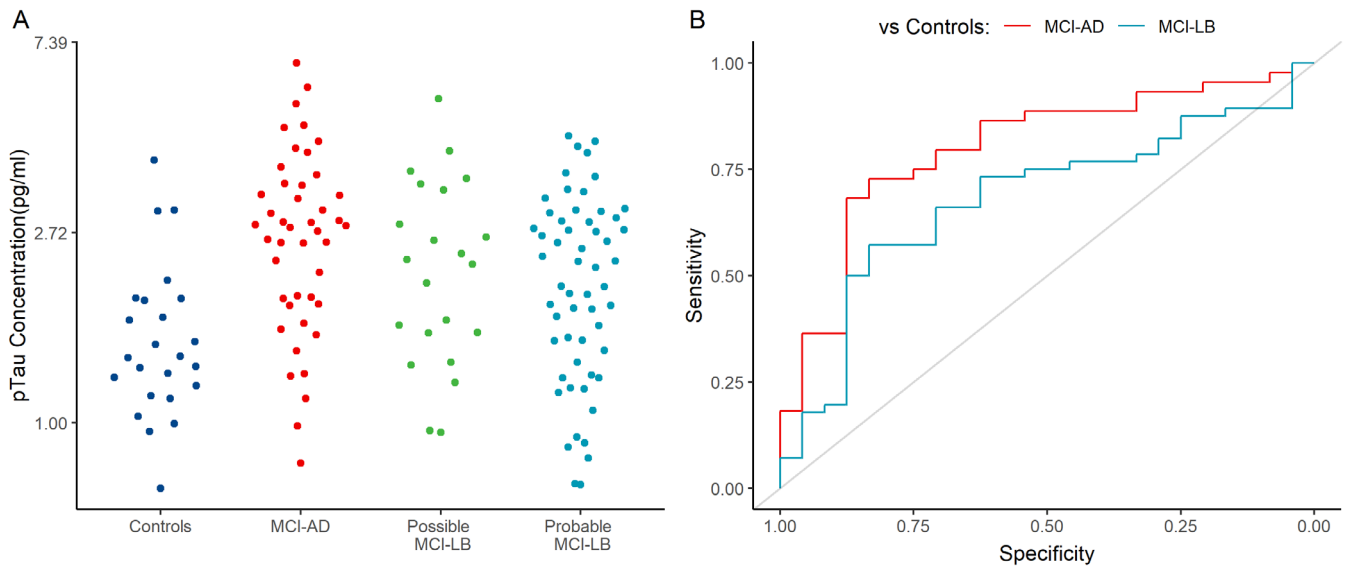 A
pTau Concentration(pg/ml)
7.39
2.72
1.00
Controls
MCI-AD
Possible
MCI-LB
Probable
MCI-LB
B
vs Controls: MCI-AD MCI-LB
Sensitivity
1.00
0.75
0.50
0.25
0.00
1.00 0.75 0.50 0.25 0.00
Specificity